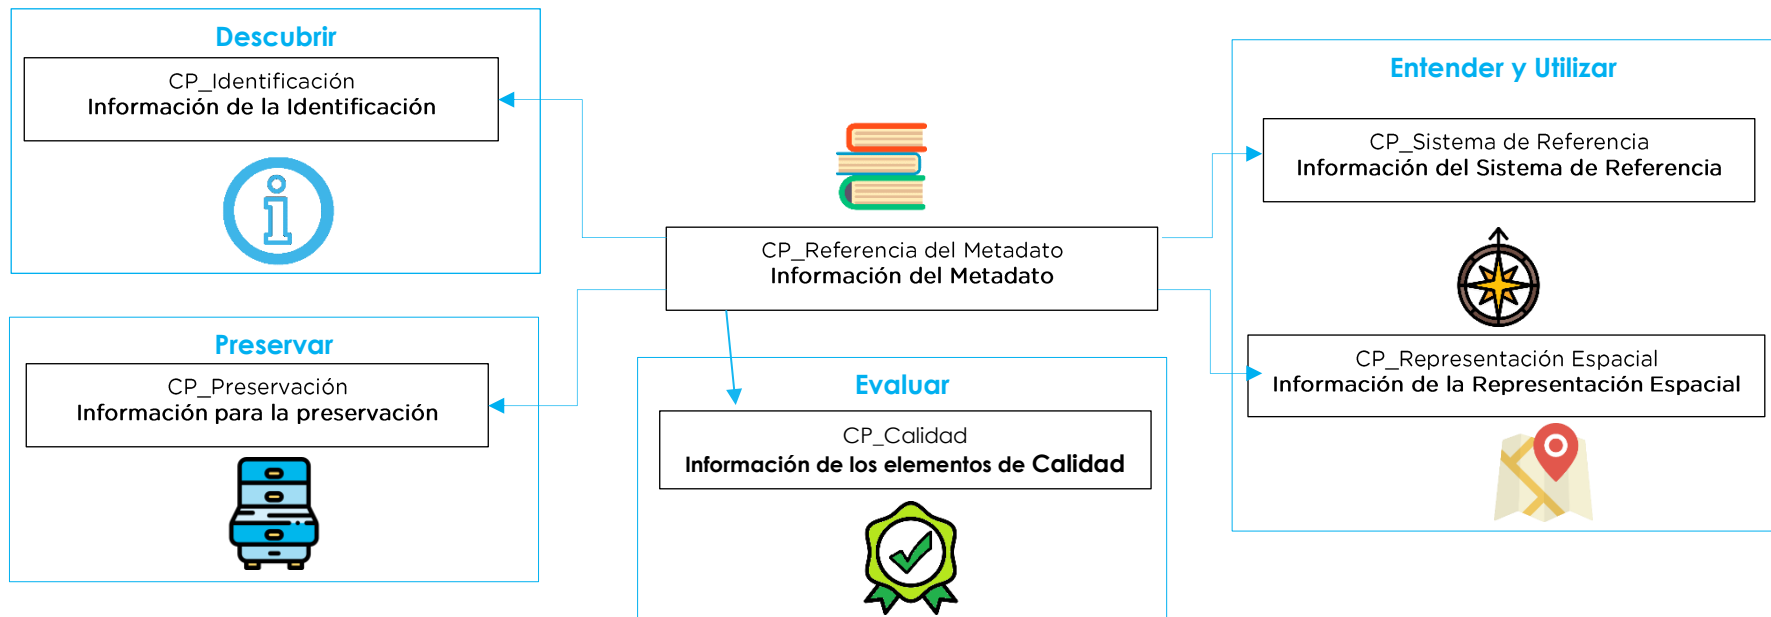 Descubrir
CP_Identificación
Información de la Identificación
Entender y Utilizar
CP_Sistema de Referencia
Información del Sistema de Referencia
CP_Referencia del Metadato
Información del Metadato
Preservar
CP_Preservación
Información para la preservación
Evaluar
CP_Calidad
Información de los elementos de Calidad
CP_Representación Espacial
Información de la Representación Espacial